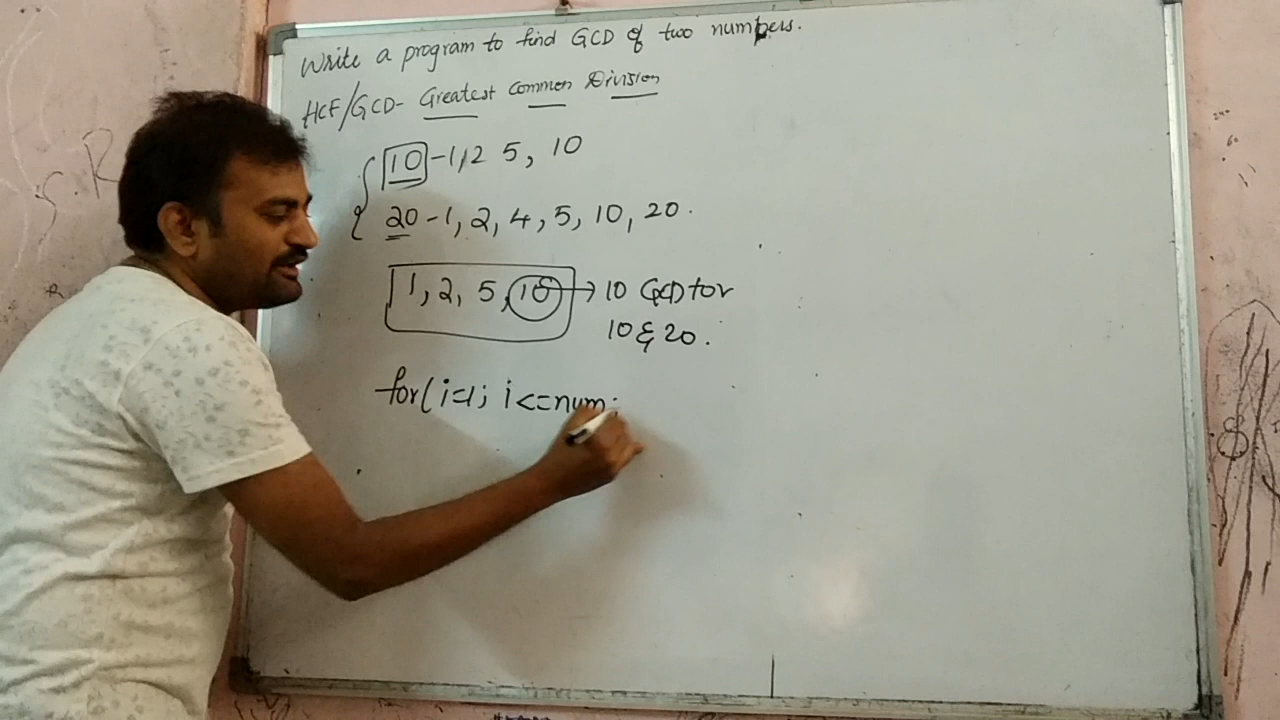 Write a program to find GCD of two numbers.
HCF/GCD- Greatest Common Division
10 -1,2 5, 10
20 -1, 2, 4, 5, 10, 20.
1, 2, 5, 10 → 10 GCD for
10 & 20.
for( i=1; i<=num;
S.R